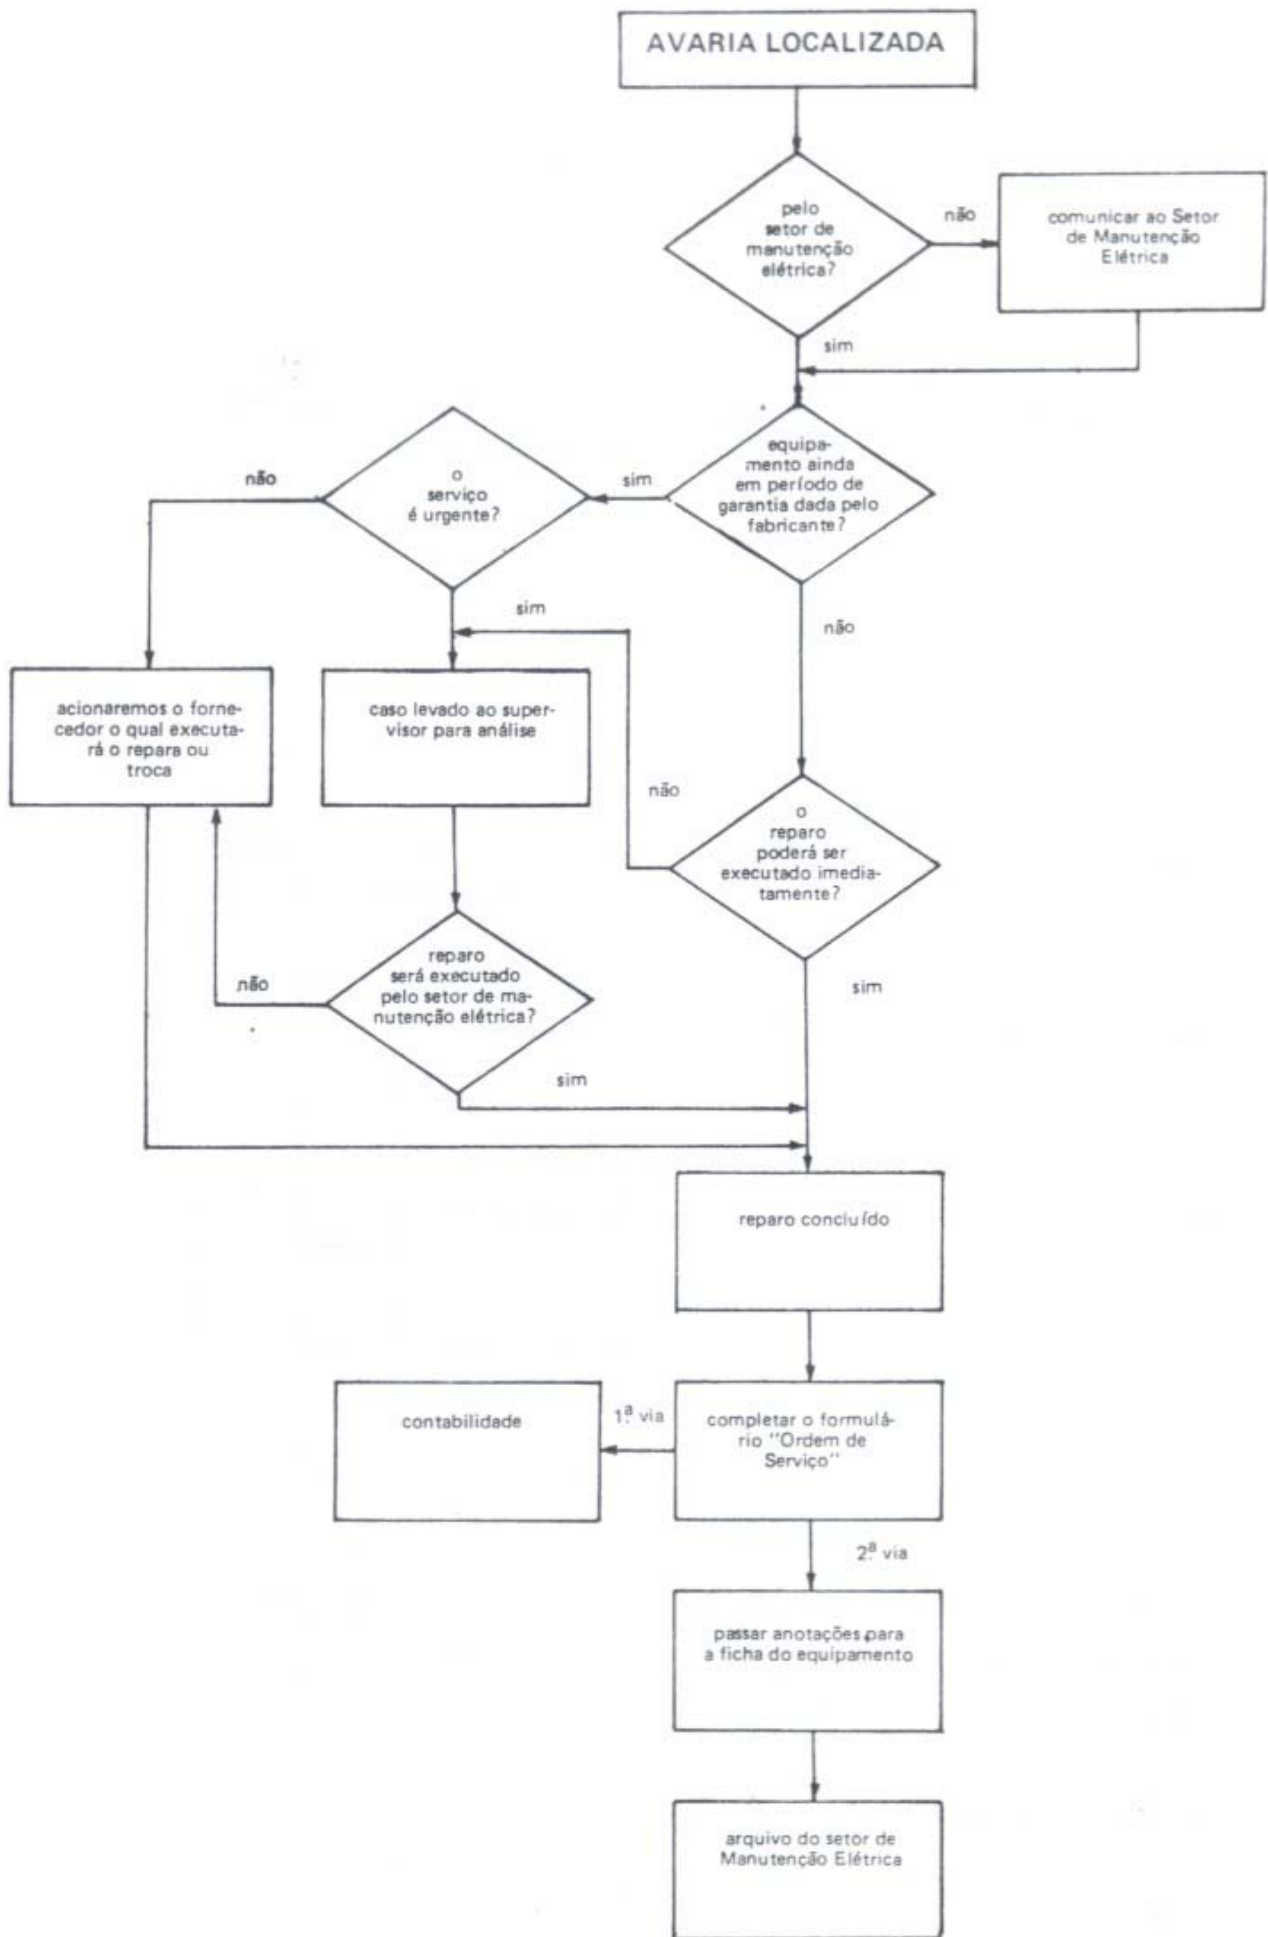 AVARIA LOCALIZADA
pelo
setor de
manutenção
elétrica?
não
comunicar ao Setor
de Manutenção
Elétrica
sim
equipa-
mento ainda
em período de
garantia dada pelo
fabricante?
sim
o
serviço
é urgente?
não
sim
não
acionaremos o forne-
cedor o qual executa-
rá o repara ou
troca
caso levado ao super-
visor para análise
não
o
reparo
poderá ser
executado imedia-
tamente?
reparo
será executado
pelo setor de ma-
nutenção elétrica?
não
sim
sim
reparo concluído
contabilidade
1ª via
completar o formulá-
rio "Ordem de
Serviço"
2ª via
passar anotações para
a ficha do equipamento
arquivo do setor de
Manutenção Elétrica